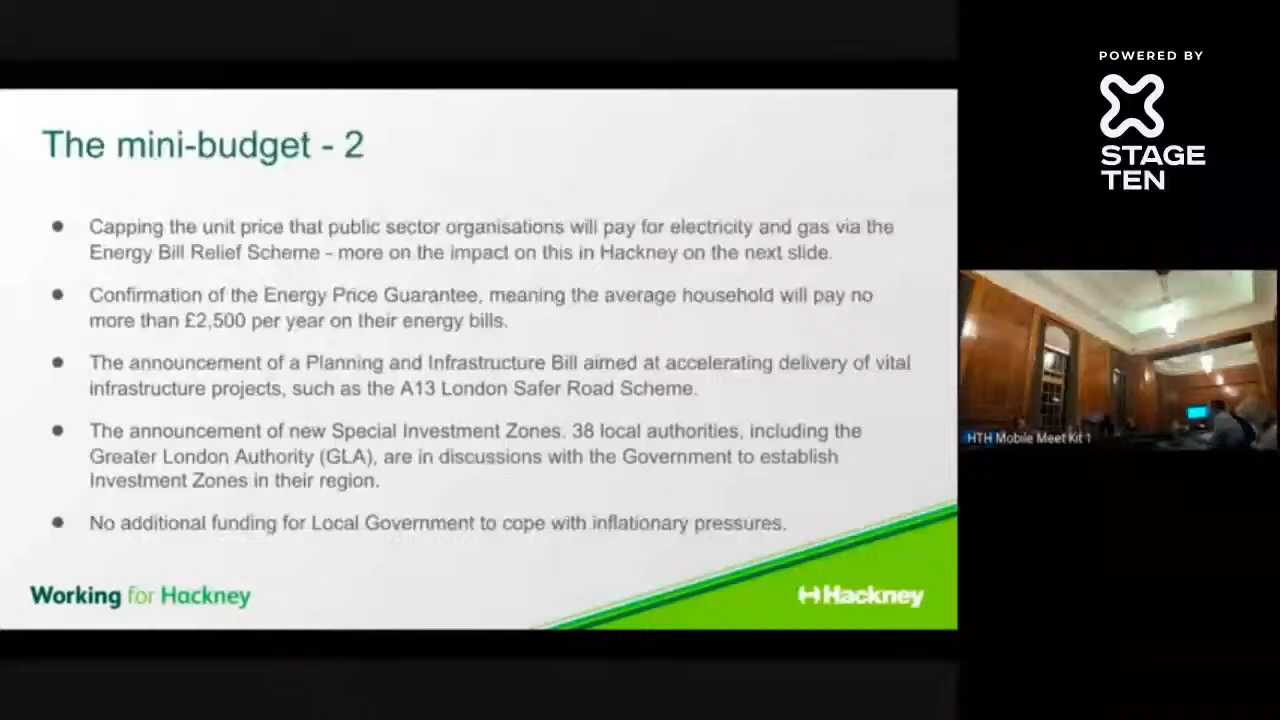 The mini-budget - 2
● Capping the unit price that public sector organisations will pay for electricity and gas via the
Energy Bill Relief Scheme - more on the impact on this in Hackney on the next slide.
● Confirmation of the Energy Price Guarantee, meaning the average household will pay no
more than £2,500 per year on their energy bills.
● The announcement of a Planning and Infrastructure Bill aimed at accelerating delivery of vital
infrastructure projects, such as the A13 London Safer Road Scheme.
● The announcement of new Special Investment Zones. 38 local authorities, including the
Greater London Authority (GLA), are in discussions with the Government to establish
Investment Zones in their region.
● No additional funding for Local Government to cope with inflationary pressures.
Working for Hackney
Hackney
POWERED BY
STAGE
TEN
HTH Mobile Meet Kit 1